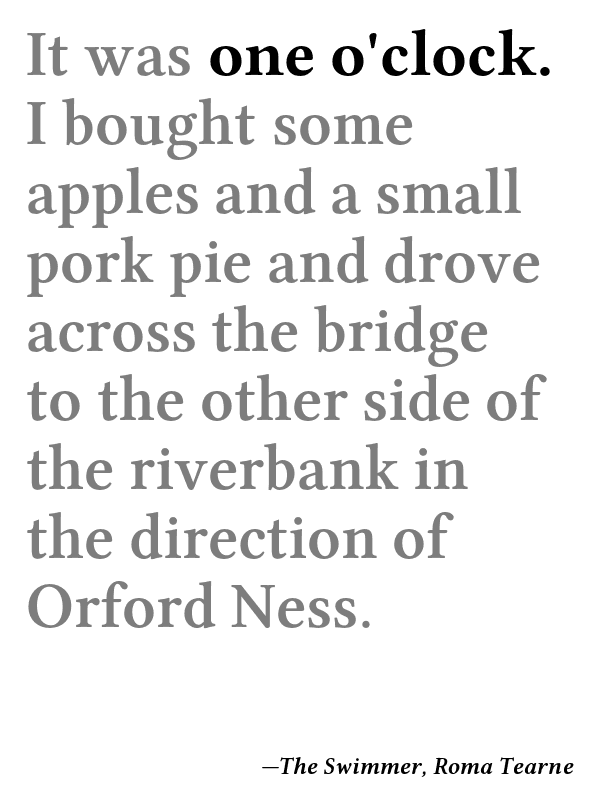 It was one o'clock.
I bought some
apples and a small
pork pie and drove
across the bridge
to the other side of
the riverbank in
the direction of
Orford Ness.
—The Swimmer, Roma Tearne